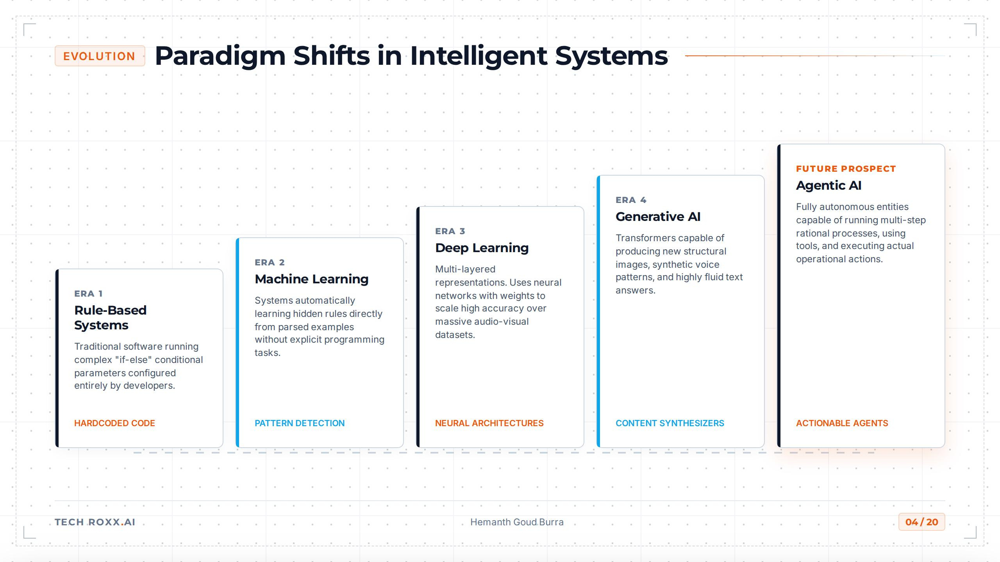 EVOLUTION
Paradigm Shifts in Intelligent Systems
ERA 1
Rule-Based
Systems
Traditional software running
complex "if-else" conditional
parameters configured
entirely by developers.
HARDCODED CODE
ERA 2
Machine Learning
Systems automatically
learning hidden rules directly
from parsed examples
without explicit programming
tasks.
PATTERN DETECTION
ERA 3
Deep Learning
Multi-layered
representations. Uses neural
networks with weights to
scale high accuracy over
massive audio-visual
datasets.
NEURAL ARCHITECTURES
ERA 4
Generative AI
Transformers capable of
producing new structural
images, synthetic voice
patterns, and highly fluid text
answers.
CONTENT SYNTHESIZERS
FUTURE PROSPECT
Agentic AI
Fully autonomous entities
capable of running multi-step
rational processes, using
tools, and executing actual
operational actions.
ACTIONABLE AGENTS
TECH ROXX.AI
Hemanth Goud Burra
04 / 20